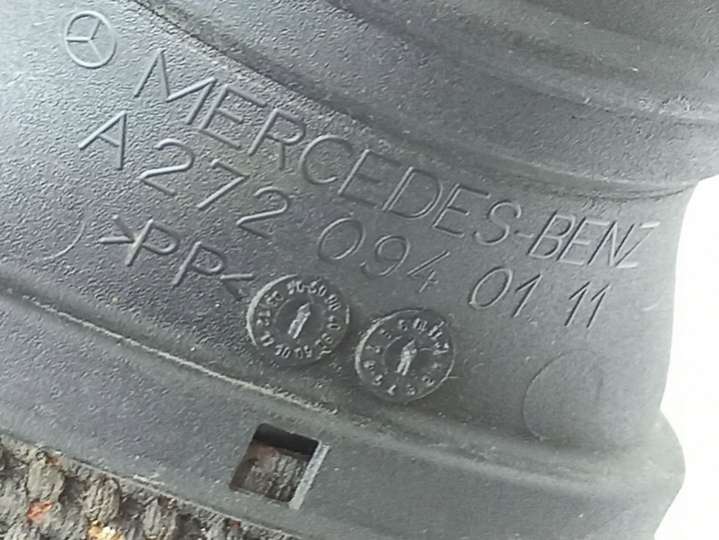 MERCEDES-BENZ
A 272 094 01 11
>PP<